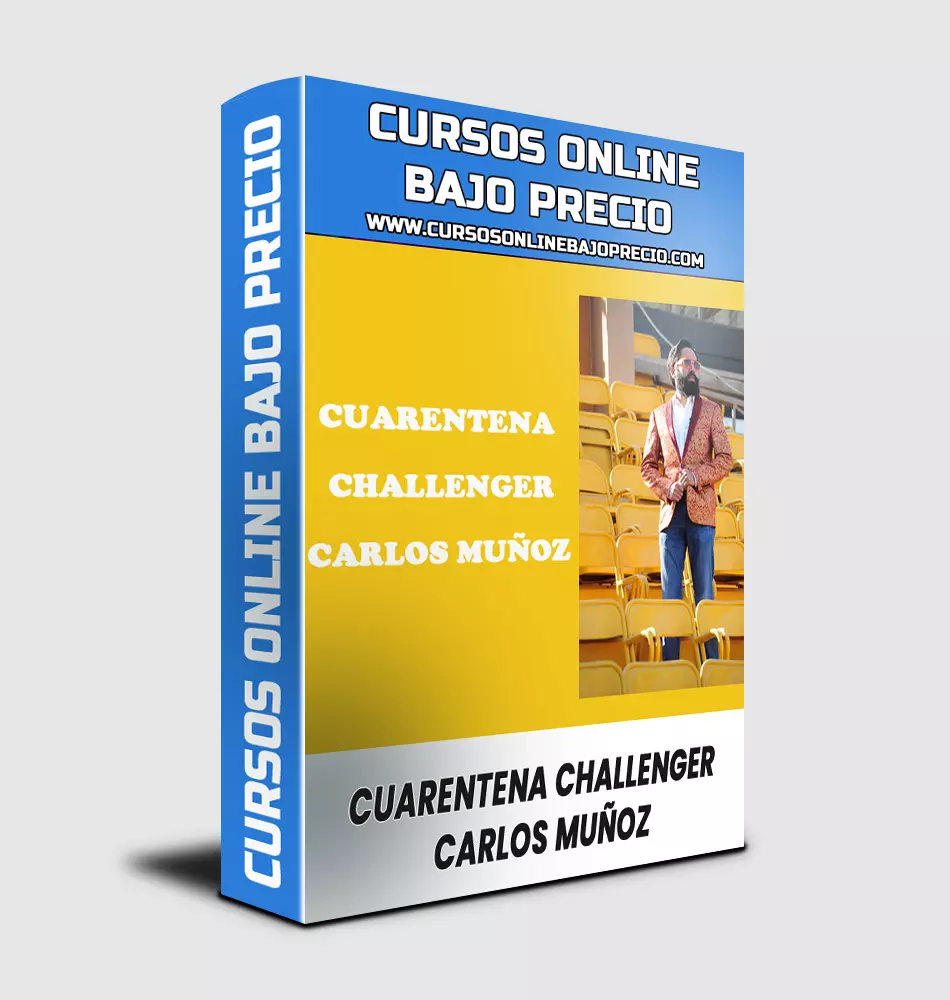 CURSOS ONLINE BAJO PRECIO
CURSOS ONLINE
BAJO PRECIO
WWW.CURSOSONLINEBAJOPRECIO.COM
CUARENTENA
CHALLENGER
CARLOS MUÑOZ
CUARENTENA CHALLENGER
CARLOS MUÑOZ